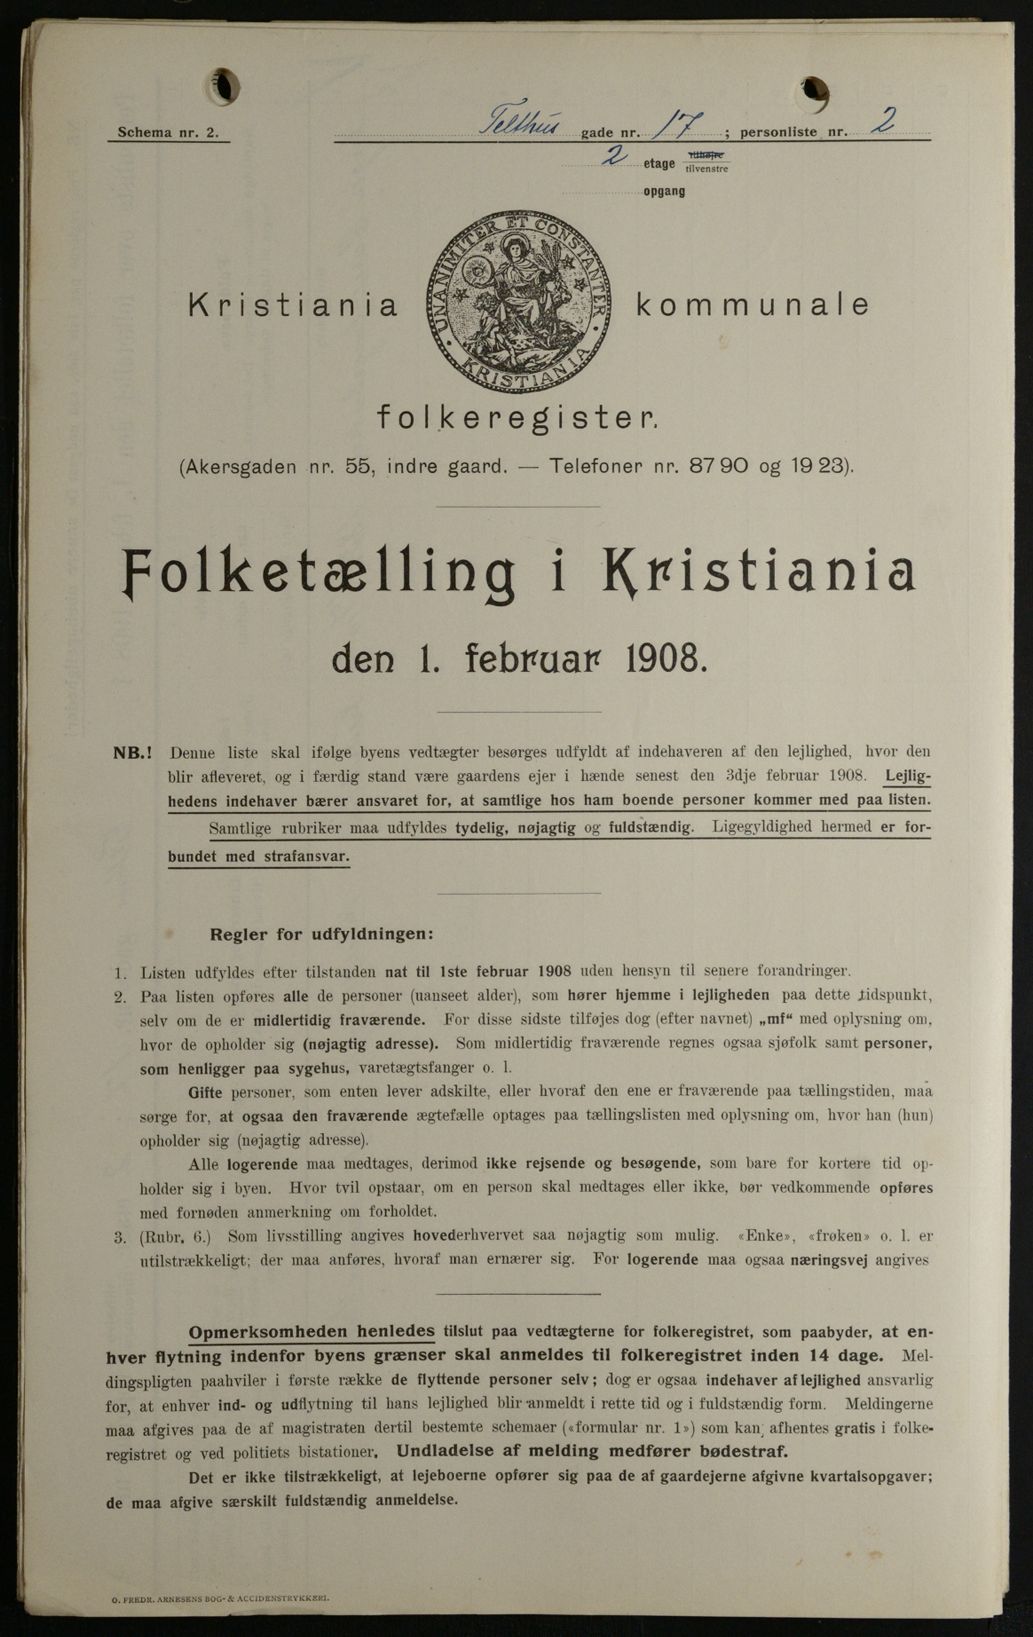 Schema nr. 2.
Telthus gade nr. 17 ; personliste nr. 2
2 etage tilhøjre
tilvenstre
opgang
UNANIMITER ET CONSTANTER
KRISTIANIA
Kristiania kommunale
folkeregister.
(Akersgaden nr. 55, indre gaard. — Telefoner nr. 8790 og 1923).
Folketælling i Kristiania
den 1. februar 1908.
NB.! Denne liste skal ifølge byens vedtægter besørges udfyldt af indehaveren af den lejlighed, hvor den
blir afleveret, og i færdig stand være gaardens ejer i hænde senest den 3dje februar 1908. Lejlig-
hedens indehaver bærer ansvaret for, at samtlige hos ham boende personer kommer med paa listen.
Samtlige rubriker maa udfyldes tydelig, nøjagtig og fuldstændig. Ligegyldighed hermed er for-
bundet med strafansvar.
Regler for udfyldningen:
1. Listen udfyldes efter tilstanden nat til 1ste februar 1908 uden hensyn til senere forandringer.
2. Paa listen opføres alle de personer (uanseet alder), som hører hjemme i lejligheden paa dette tidspunkt,
selv om de er midlertidig fraværende. For disse sidste tilføjes dog (efter navnet) „mf“ med oplysning om,
hvor de opholder sig (nøjagtig adresse). Som midlertidig fraværende regnes ogsaa sjøfolk samt personer,
som henligger paa sygehus, varetægtsfanger o. l.
Gifte personer, som enten lever adskilte, eller hvoraf den ene er fraværende paa tællingstiden, maa
sørge for, at ogsaa den fraværende ægtefælle optages paa tællingslisten med oplysning om, hvor han (hun)
opholder sig (nøjagtig adresse).
Alle logerende maa medtages, derimod ikke rejsende og besøgende, som bare for kortere tid op-
holder sig i byen. Hvor tvil opstaar, om en person skal medtages eller ikke, bør vedkommende opføres
med fornøden anmerkning om forholdet.
3. (Rubr. 6.) Som livsstilling angives hovederhvervet saa nøjagtig som mulig. «Enke», «frøken» o. l. er
utilstrækkeligt; der maa anføres, hvoraf man ernærer sig. For logerende maa ogsaa næringsvej angives
Opmerksomheden henledes tilslut paa vedtægterne for folkeregistret, som paabyder, at en-
hver flytning indenfor byens grænser skal anmeldes til folkeregistret inden 14 dage. Mel-
dingspligten paahviler i første række de flyttende personer selv; dog er ogsaa indehaver af lejlighed ansvarlig
for, at enhver ind- og udflytning til hans lejlighed blir anmeldt i rette tid og i fuldstændig form. Meldingerne
maa afgives paa de af magistraten dertil bestemte schemaer («formular nr. 1») som kan afhentes gratis i folke-
registret og ved politiets bistationer. Undladelse af melding medfører bødestraf.
Det er ikke tilstrækkeligt, at lejeboerne opfører sig paa de af gaardejerne afgivne kvartalsopgaver;
de maa afgive særskilt fuldstændig anmeldelse.
O. FREDR. ARNESENS BOG- & ACCIDENSTRYKKERI.